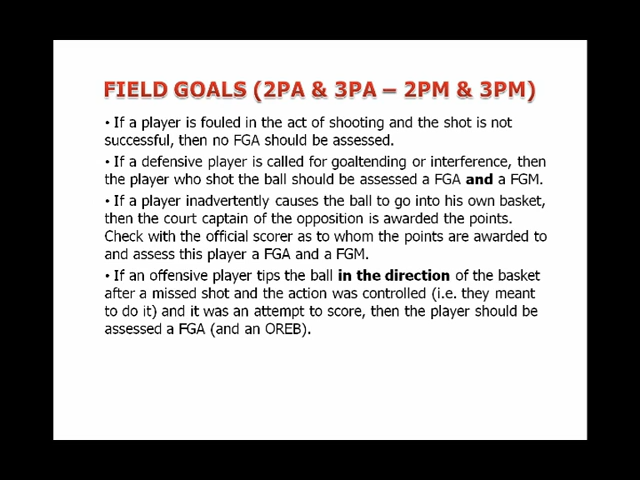 FIELD GOALS (2PA & 3PA – 2PM & 3PM)
• If a player is fouled in the act of shooting and the shot is not
successful, then no FGA should be assessed.
• If a defensive player is called for goaltending or interference, then
the player who shot the ball should be assessed a FGA and a FGM.
• If a player inadvertently causes the ball to go into his own basket,
then the court captain of the opposition is awarded the points.
Check with the official scorer as to whom the points are awarded to
and assess this player a FGA and a FGM.
• If an offensive player tips the ball in the direction of the basket
after a missed shot and the action was controlled (i.e. they meant
to do it) and it was an attempt to score, then the player should be
assessed a FGA (and an OREB).